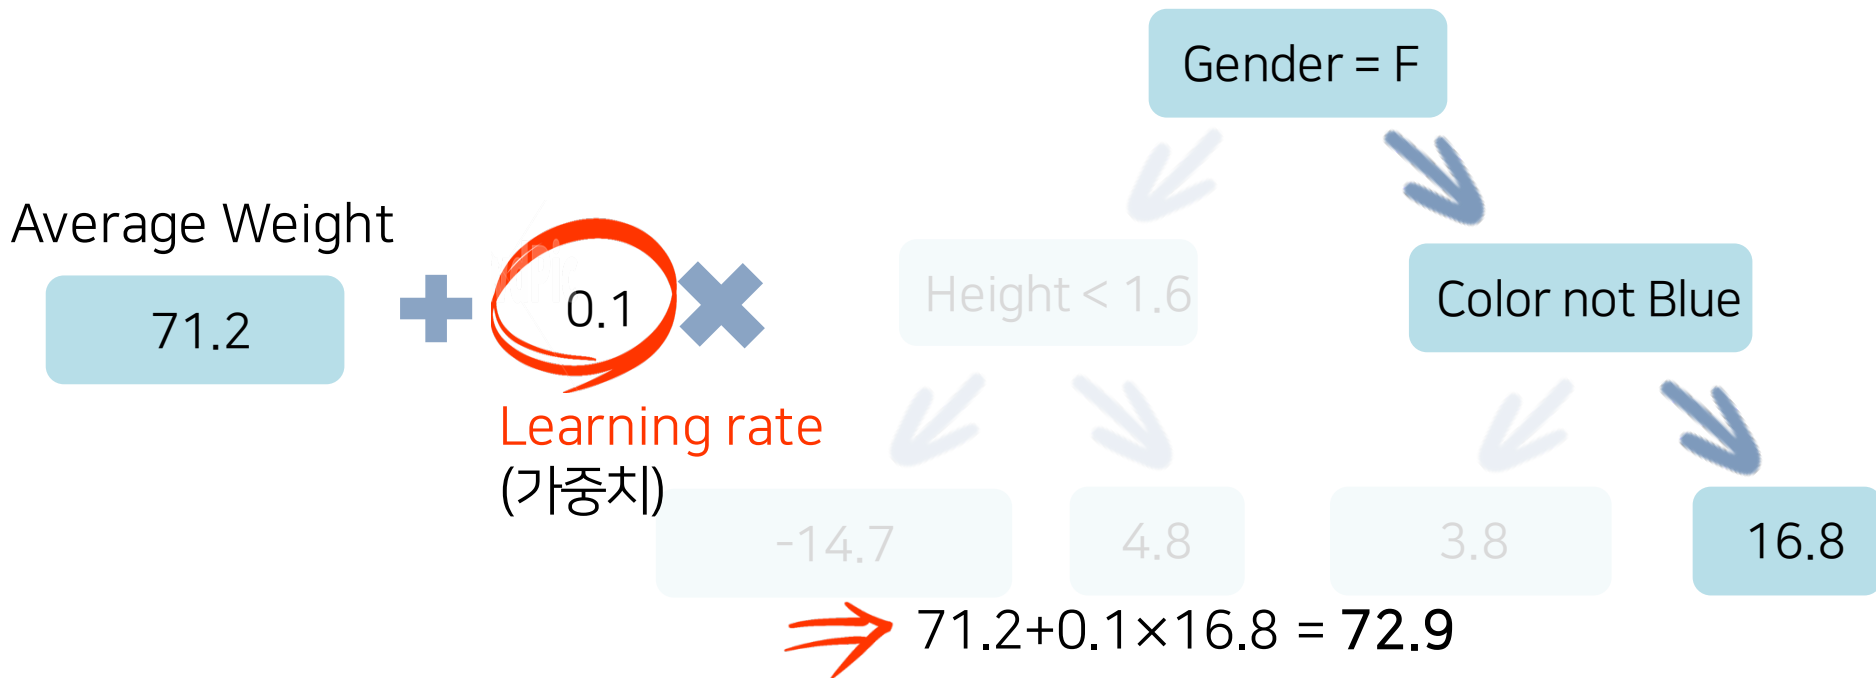 Gender = F
Average Weight
71.2
0.1
Height < 1.6
Color not Blue
Learning rate
(가중치)
-14.7
4.8
3.8
16.8
71.2+0.1×16.8 = 72.9